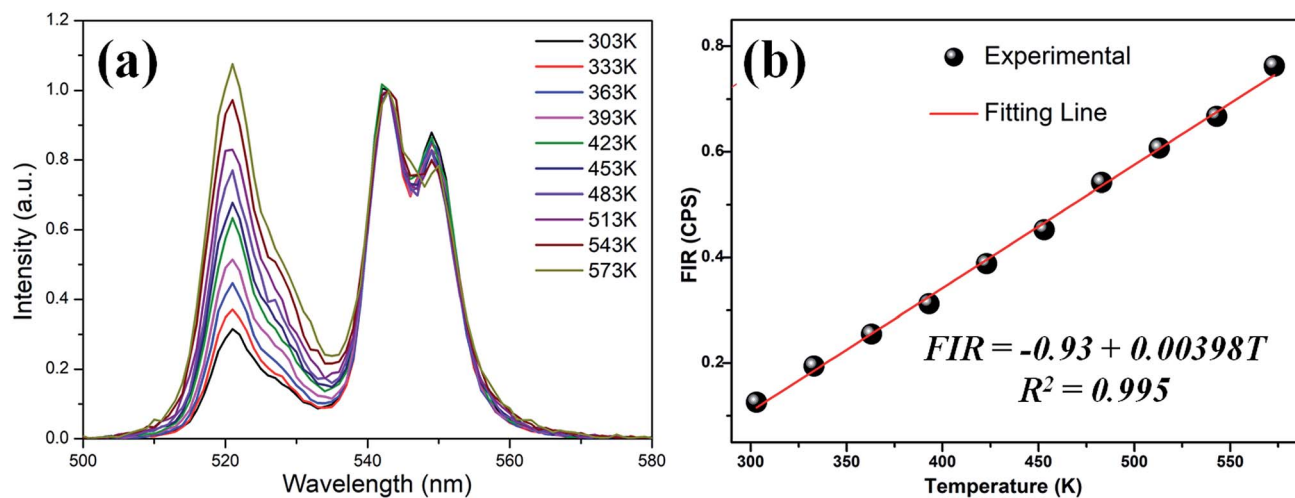 (a)
Intensity (a.u.)
1.2
1.0
0.8
0.6
0.4
0.2
0.0
500
520
540
560
580
Wavelength (nm)
303K
333K
363K
393K
423K
453K
483K
513K
543K
573K
(b)
FIR (CPS)
0.8
0.6
0.4
0.2
300
350
400
450
500
550
Temperature (K)
Experimental
Fitting Line
FIR = -0.93 + 0.00398T
R² = 0.995